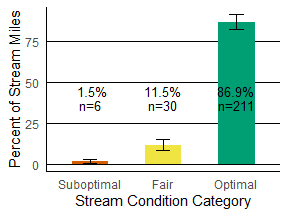 Percent of Stream Miles
75
50
25
0
1.5%
n=6
11.5%
n=30
86.9%
n=211
Suboptimal Fair Optimal
Stream Condition Category